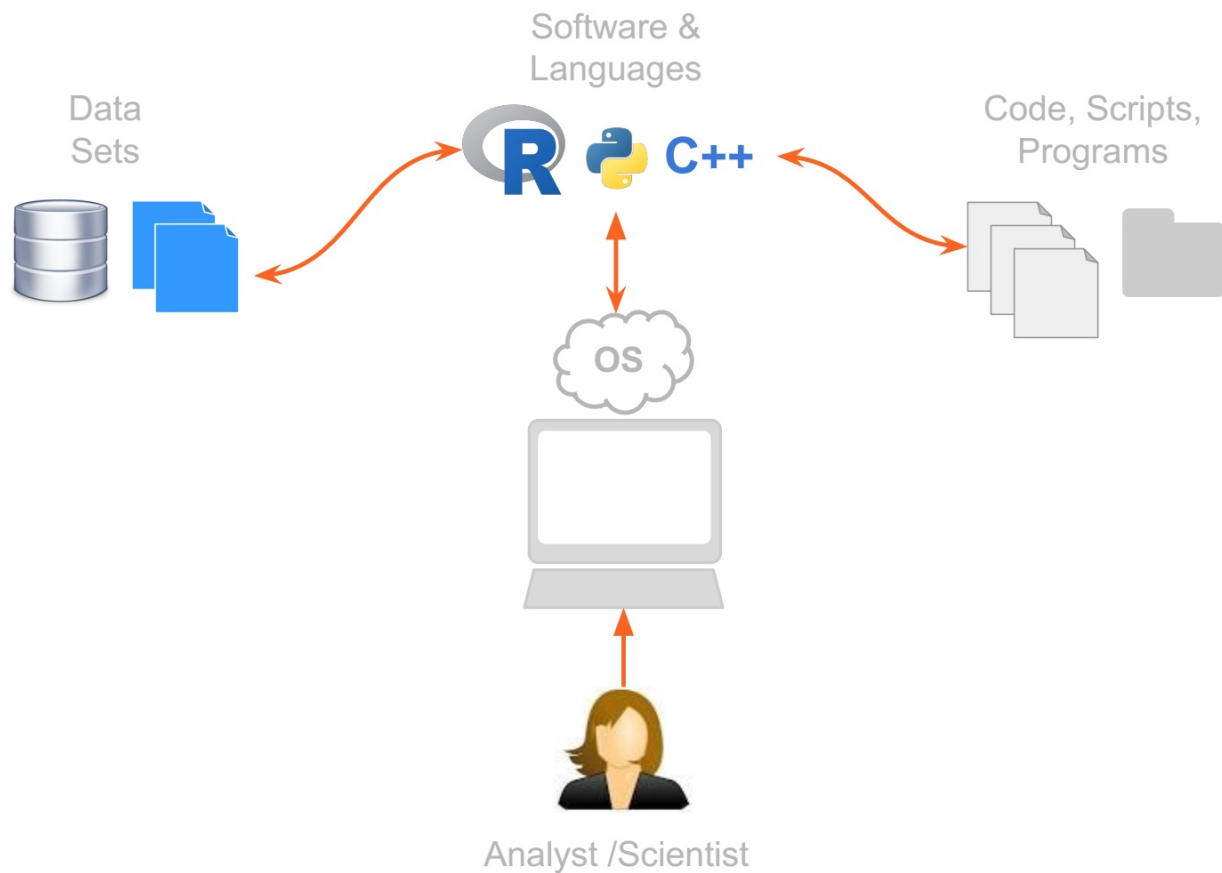 Software &
Languages
Data
Sets
R C++
Code, Scripts,
Programs
OS
Analyst /Scientist